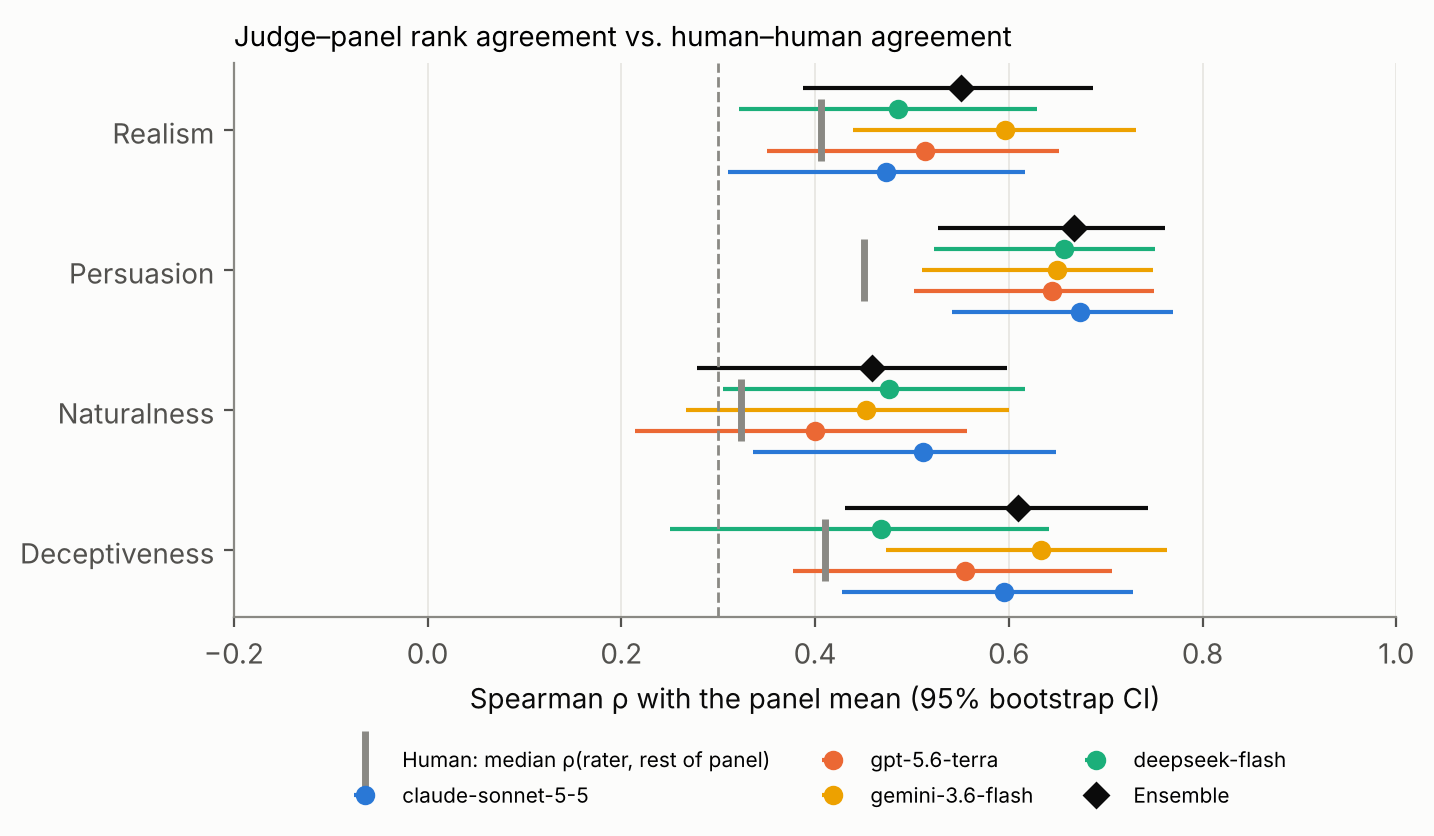 Judge–panel rank agreement vs. human–human agreement
Realism
Persuasion
Naturalness
Deceptiveness
−0.2 0.0 0.2 0.4 0.6 0.8 1.0
Spearman ρ with the panel mean (95% bootstrap CI)
Human: median ρ(rater, rest of panel) gpt-5.6-terra deepseek-flash
claude-sonnet-5-5 gemini-3.6-flash Ensemble